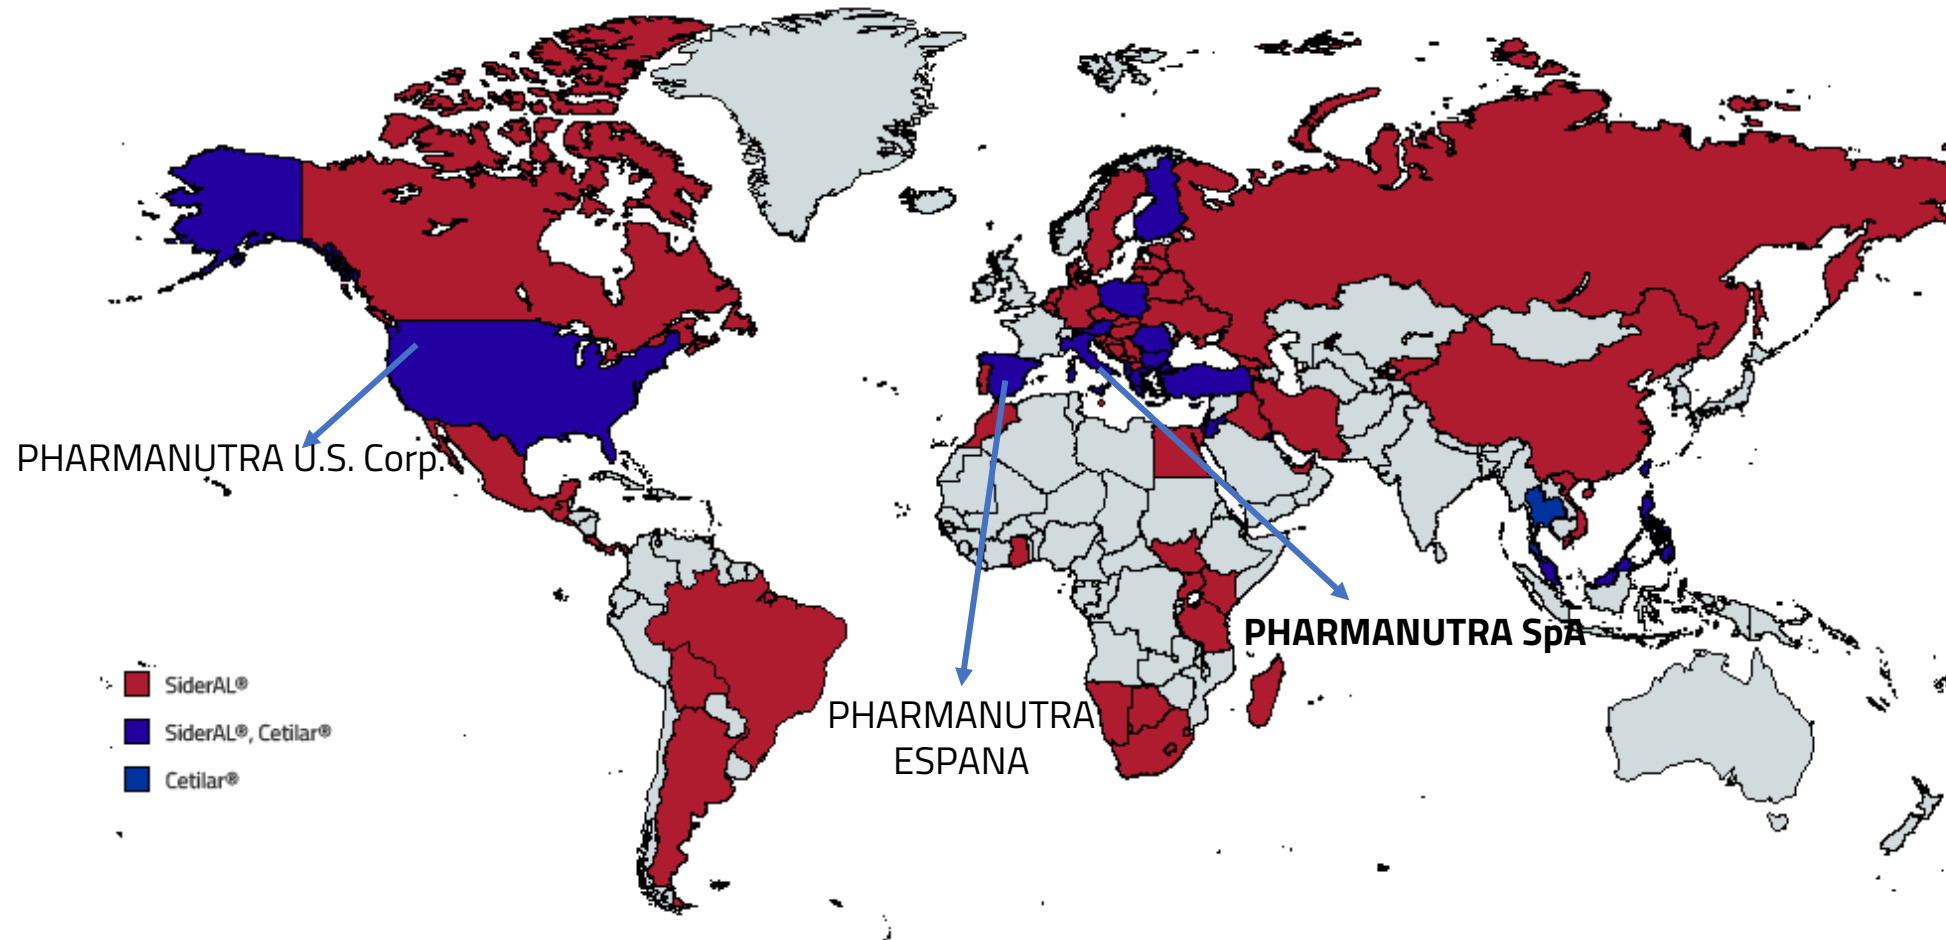 PHARMANUTRA U.S. Corp.
PHARMANUTRA SpA
PHARMANUTRA
ESPANA
SiderAL®
SiderAL®, Cetilar®
Cetilar®